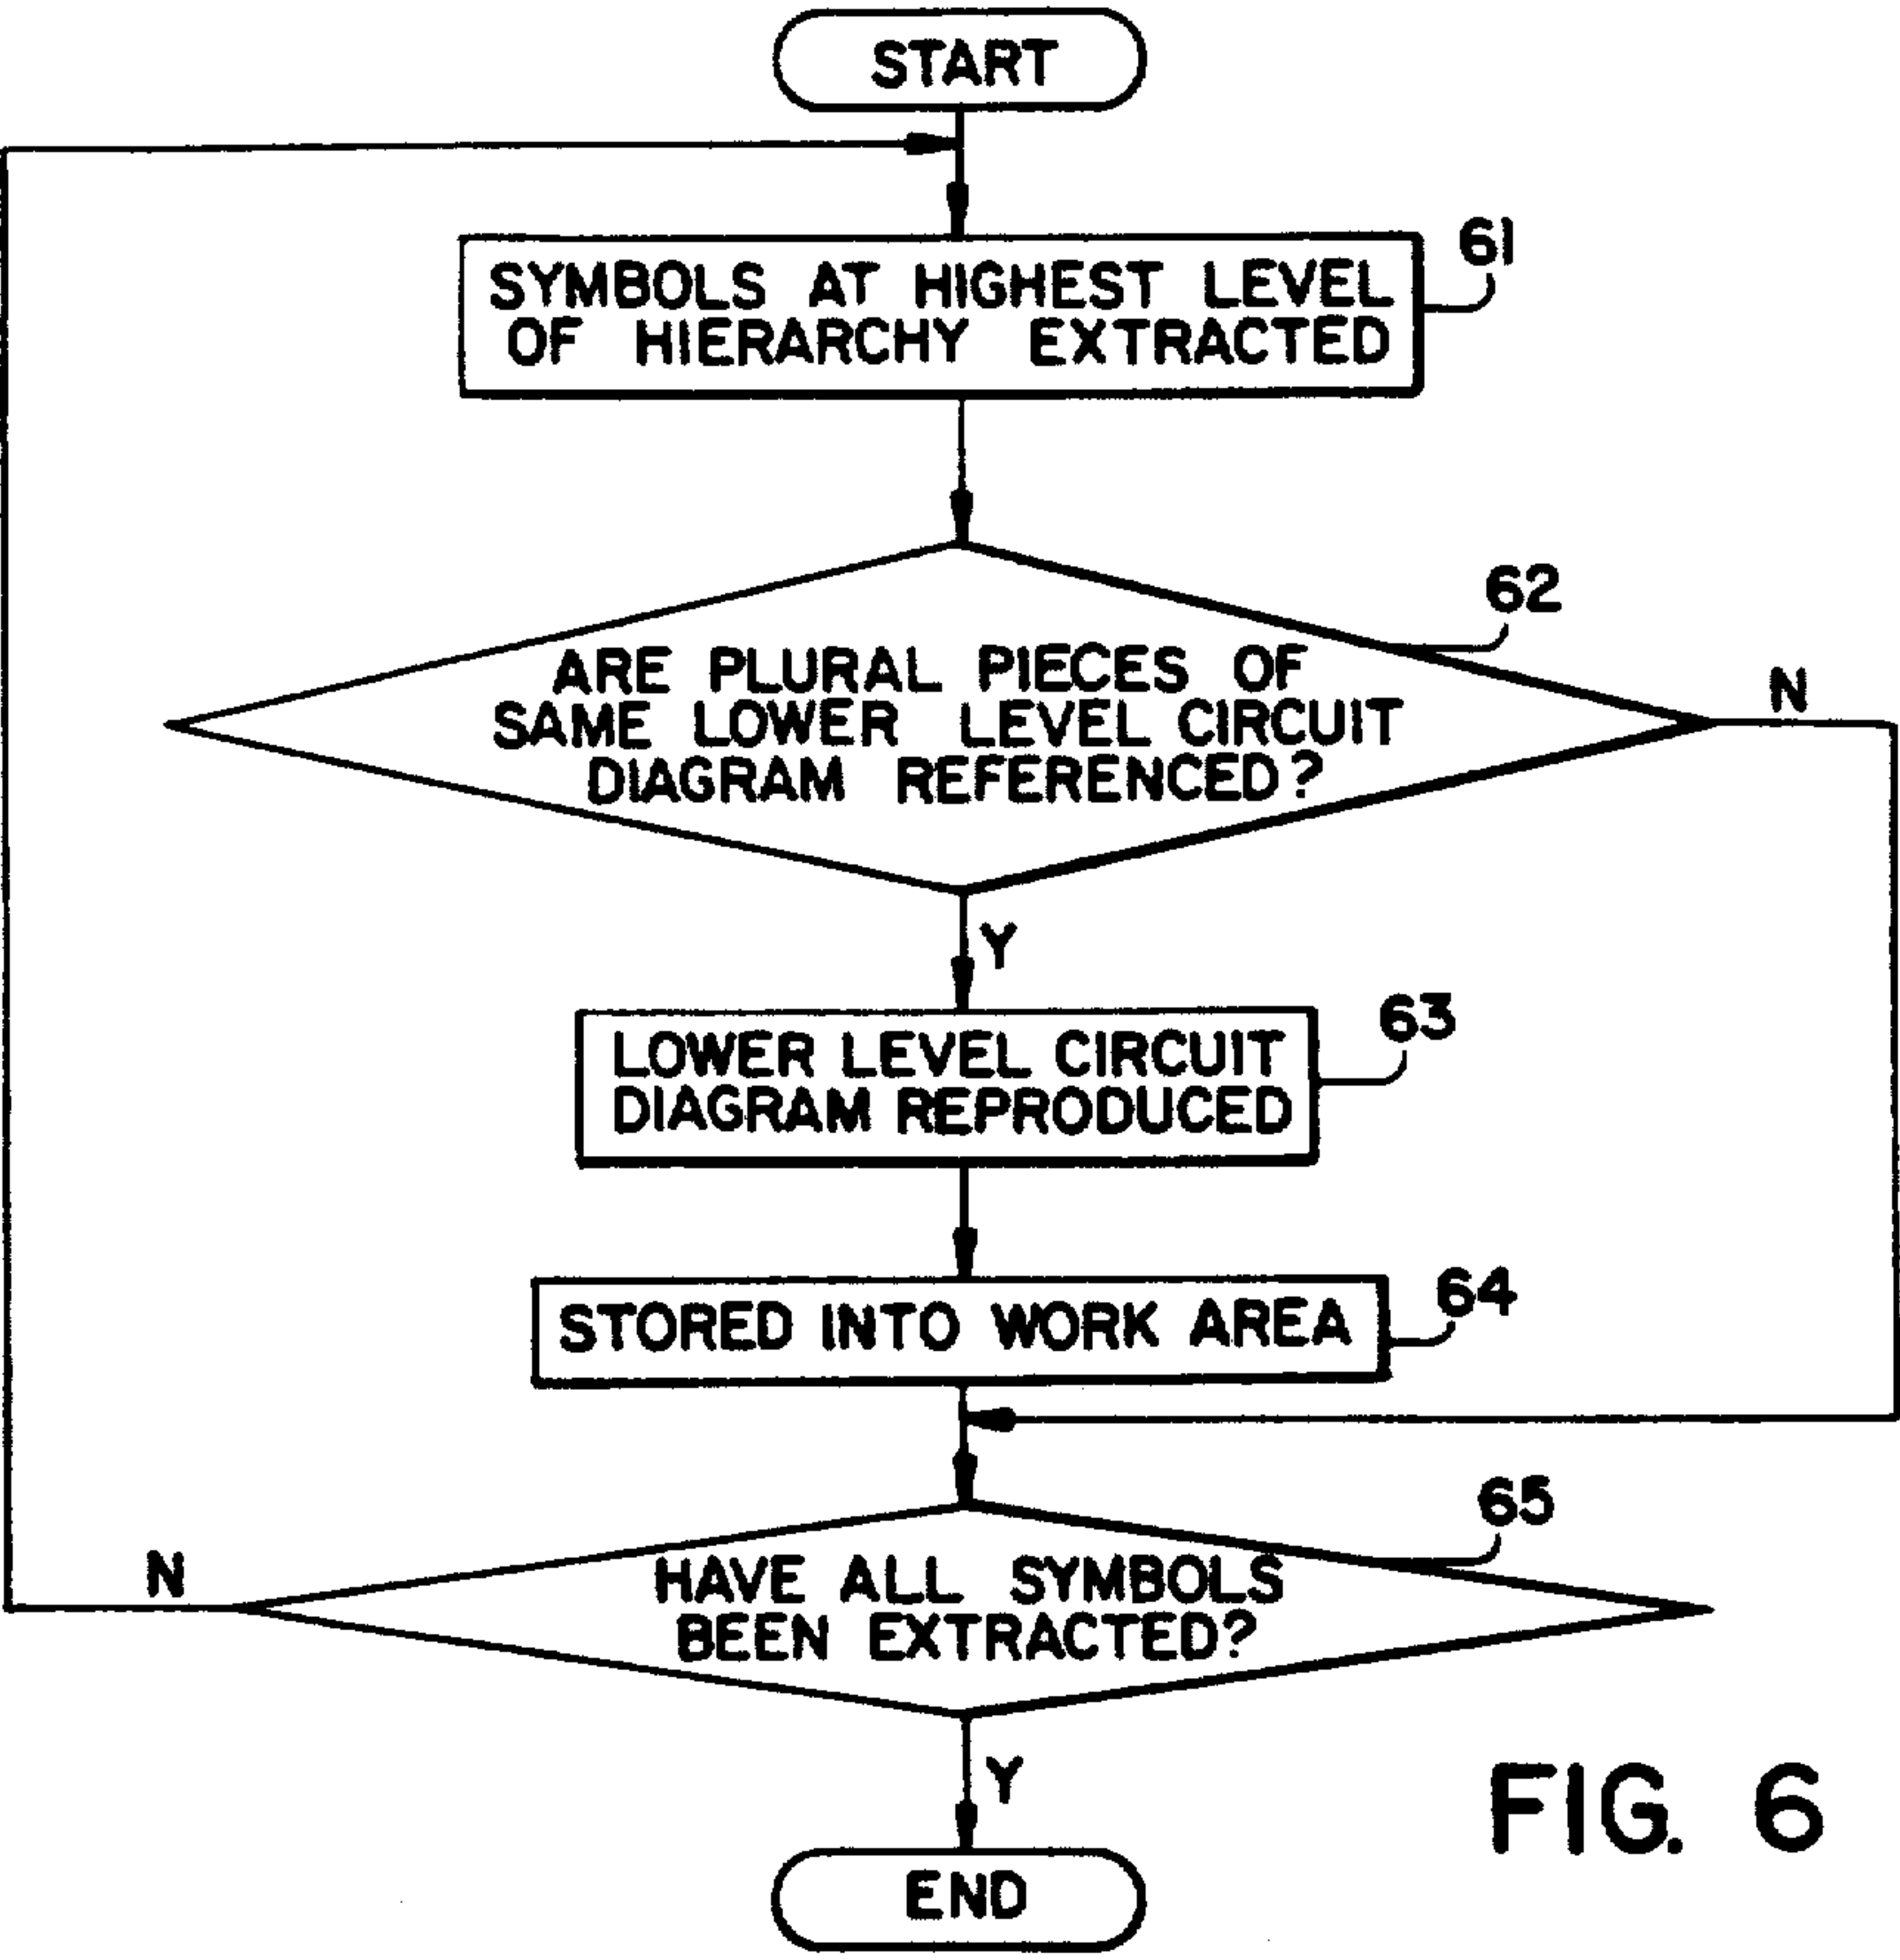 START
61
SYMBOLS AT HIGHEST LEVEL
OF HIERARCHY EXTRACTED
62
ARE PLURAL PIECES OF
SAME LOWER LEVEL CIRCUIT
DIAGRAM REFERENCED?
N
Y
63
LOWER LEVEL CIRCUIT
DIAGRAM REPRODUCED
64
STORED INTO WORK AREA
65
N
HAVE ALL SYMBOLS
BEEN EXTRACTED?
Y
END
FIG. 6